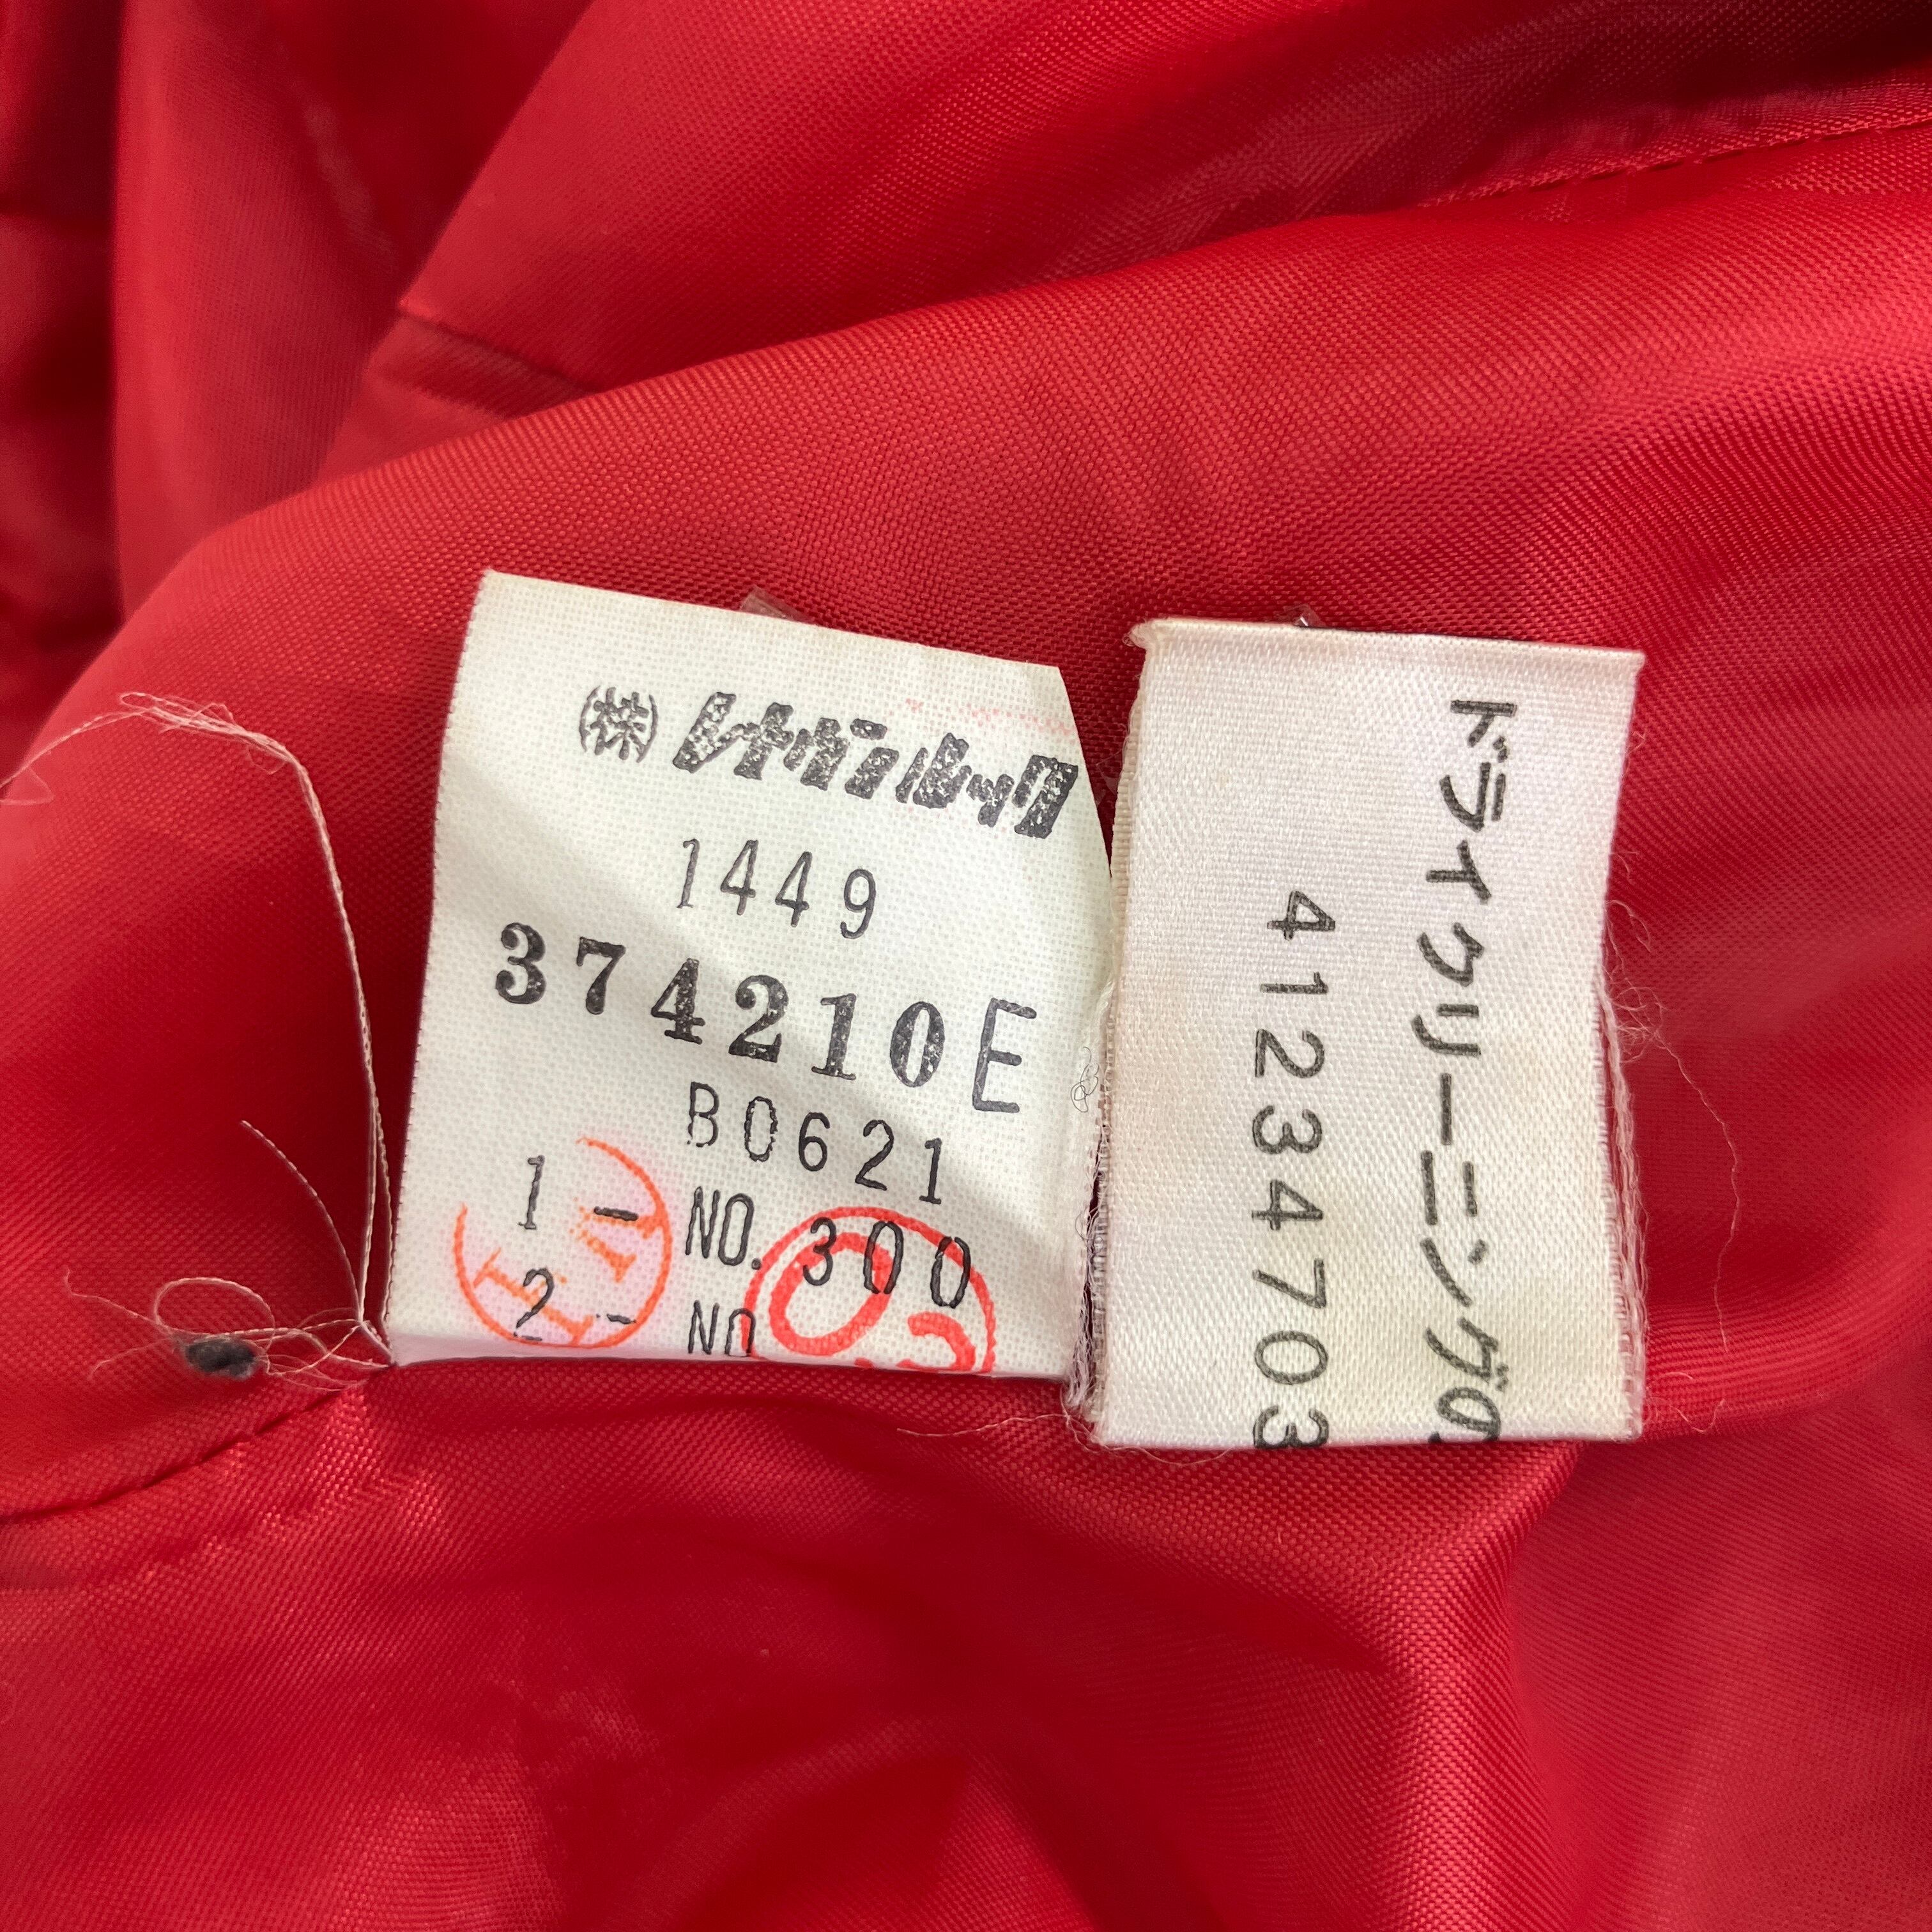 (株)レナウンルック
1449
374210E
B0621
1 - NO. 300
2 - NO
ドライクリーニングの
41234703